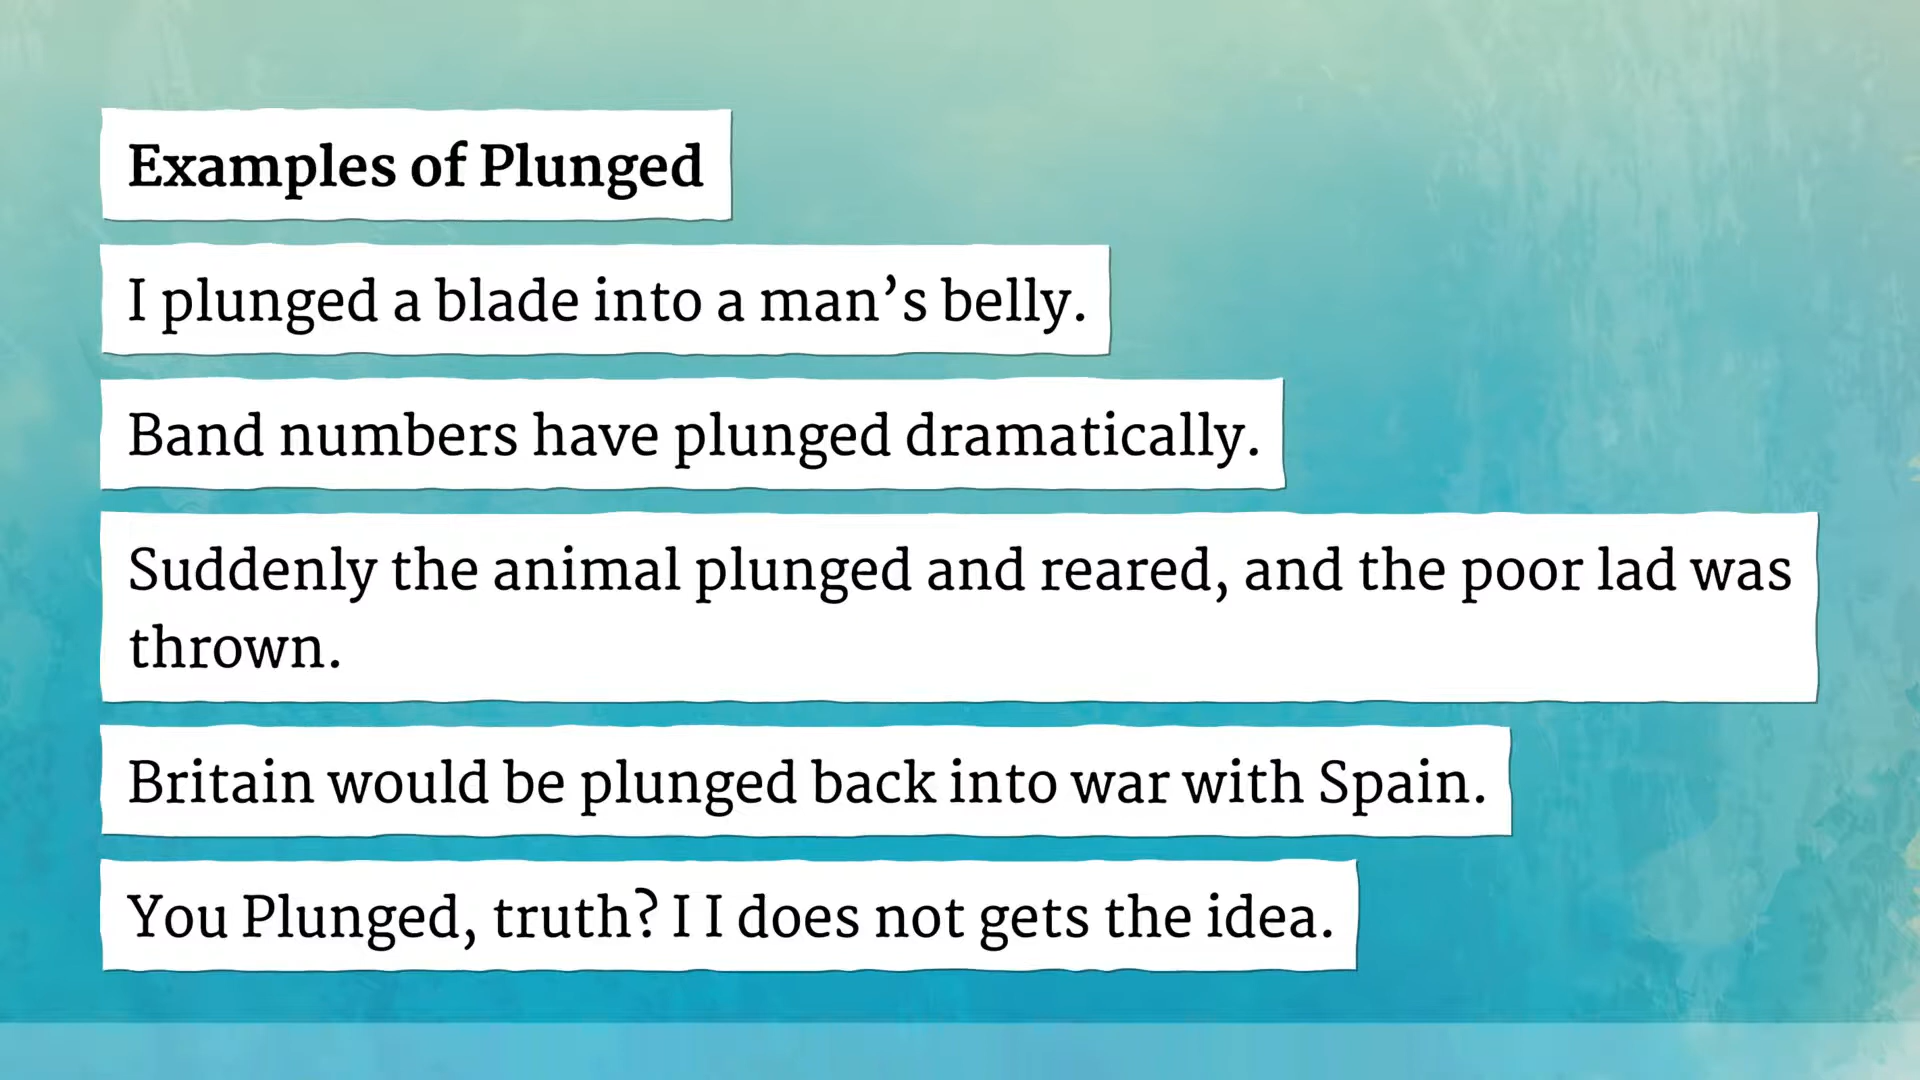 Examples of Plunged
I plunged a blade into a man’s belly.
Band numbers have plunged dramatically.
Suddenly the animal plunged and reared, and the poor lad was
thrown.
Britain would be plunged back into war with Spain.
You Plunged, truth? I I does not gets the idea.